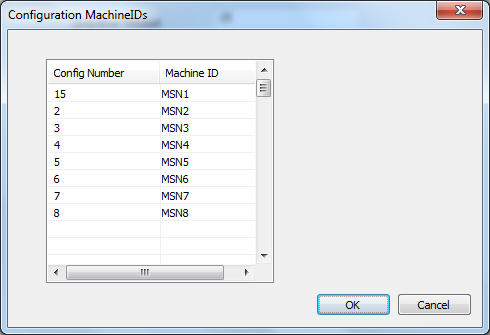 Configuration MachineIDs
Config Number Machine ID
15 MSN1
2 MSN2
3 MSN3
4 MSN4
5 MSN5
6 MSN6
7 MSN7
8 MSN8
OK Cancel